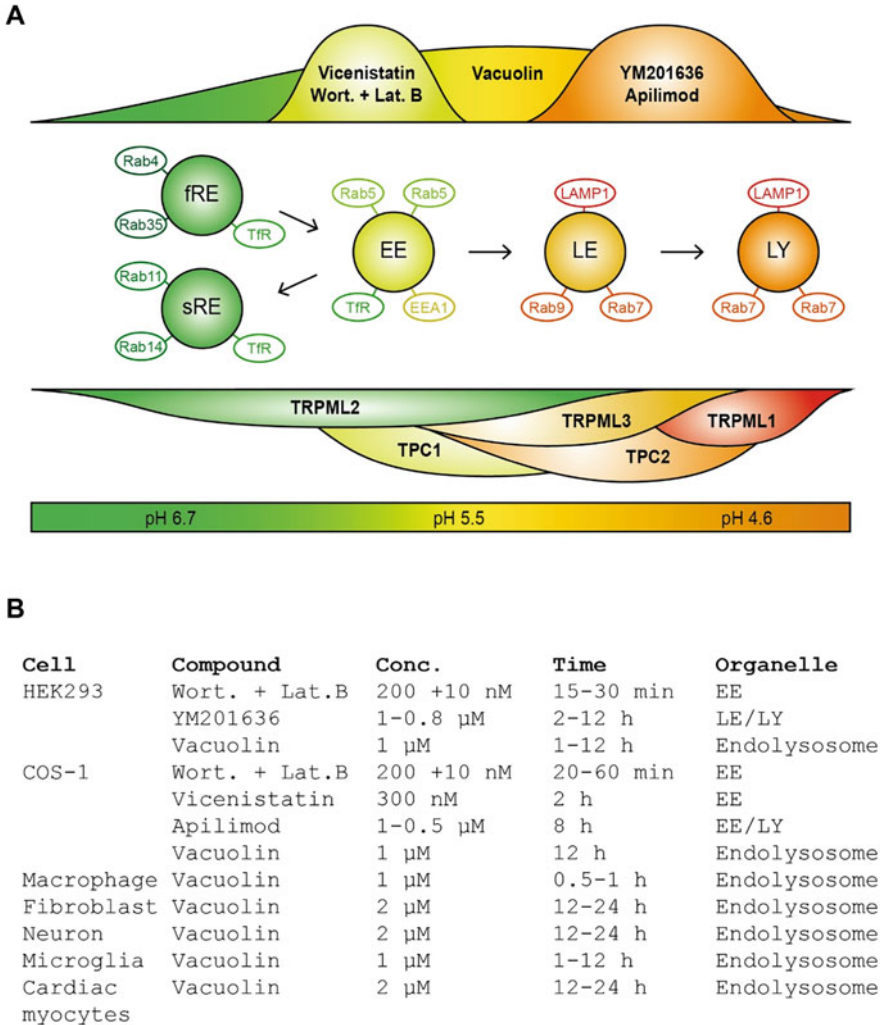 A
Vicenistatin
Wort. + Lat. B
Vacuolin
YM201636
Apilimod
Rab4
fRE
Rab35
TfR
Rab11
sRE
Rab14
TfR
Rab5
Rab5
EE
TfR
EEA1
LAMP1
LE
Rab9
Rab7
LAMP1
LY
Rab7
Rab7
TRPML2
TRPML3
TRPML1
TPC1
TPC2
pH 6.7
pH 5.5
pH 4.6
B
Cell Compound Conc. Time Organelle
HEK293 Wort. + Lat.B 200 +10 nM 15-30 min EE
YM201636 1-0.8 µM 2-12 h LE/LY
Vacuolin 1 µM 1-12 h Endolysosome
COS-1 Wort. + Lat.B 200 +10 nM 20-60 min EE
Vicenistatin 300 nM 2 h EE
Apilimod 1-0.5 µM 8 h EE/LY
Vacuolin 1 µM 12 h Endolysosome
Macrophage Vacuolin 1 µM 0.5-1 h Endolysosome
Fibroblast Vacuolin 2 µM 12-24 h Endolysosome
Neuron Vacuolin 2 µM 12-24 h Endolysosome
Microglia Vacuolin 1 µM 1-12 h Endolysosome
Cardiac Vacuolin 2 µM 12-24 h Endolysosome
myocytes